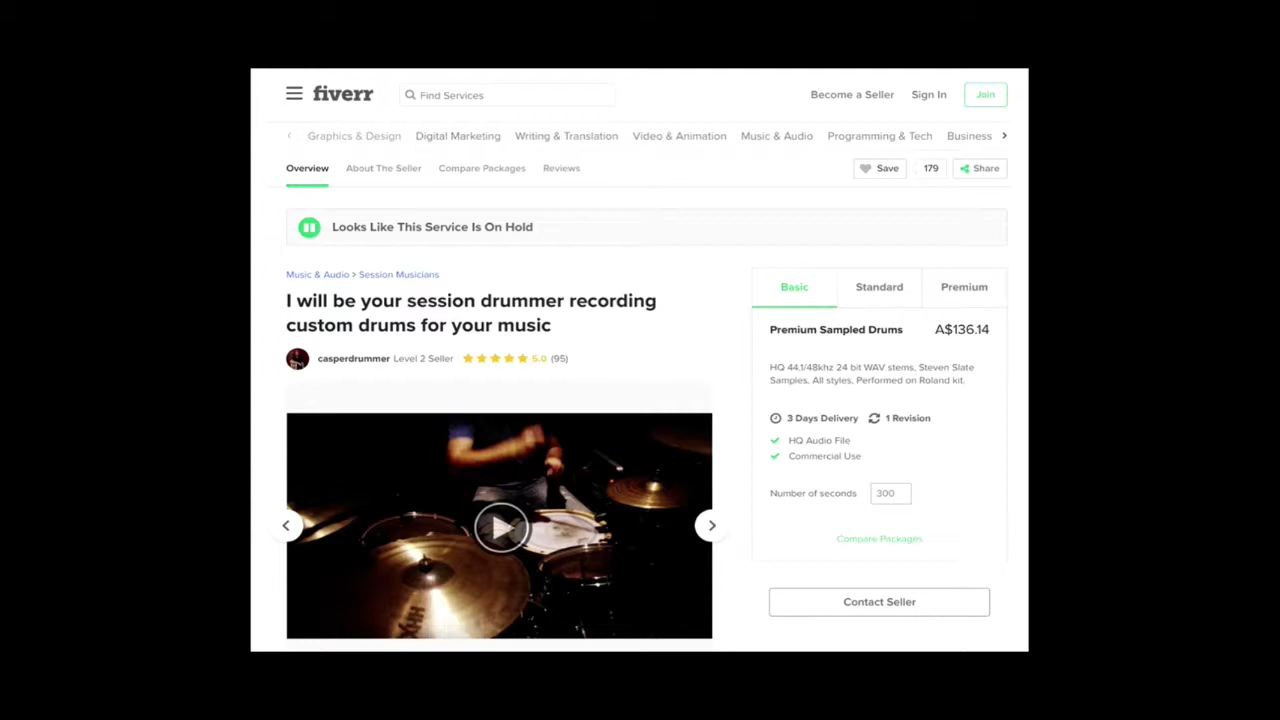 fiverr
Find Services
Become a Seller
Sign In
Join
Graphics & Design
Digital Marketing
Writing & Translation
Video & Animation
Music & Audio
Programming & Tech
Business
Overview
About The Seller
Compare Packages
Reviews
Save
179
Share
Looks Like This Service Is On Hold
Music & Audio > Session Musicians
I will be your session drummer recording
custom drums for your music
casperdrummer Level 2 Seller 5.0 (95)
HHX
Basic
Standard
Premium
Premium Sampled Drums A$136.14
HQ 44.1/48khz 24 bit WAV stems, Steven Slate
Samples, All styles, Performed on Roland kit.
3 Days Delivery 1 Revision
HQ Audio File
Commercial Use
Number of seconds 300
Compare Packages
Contact Seller